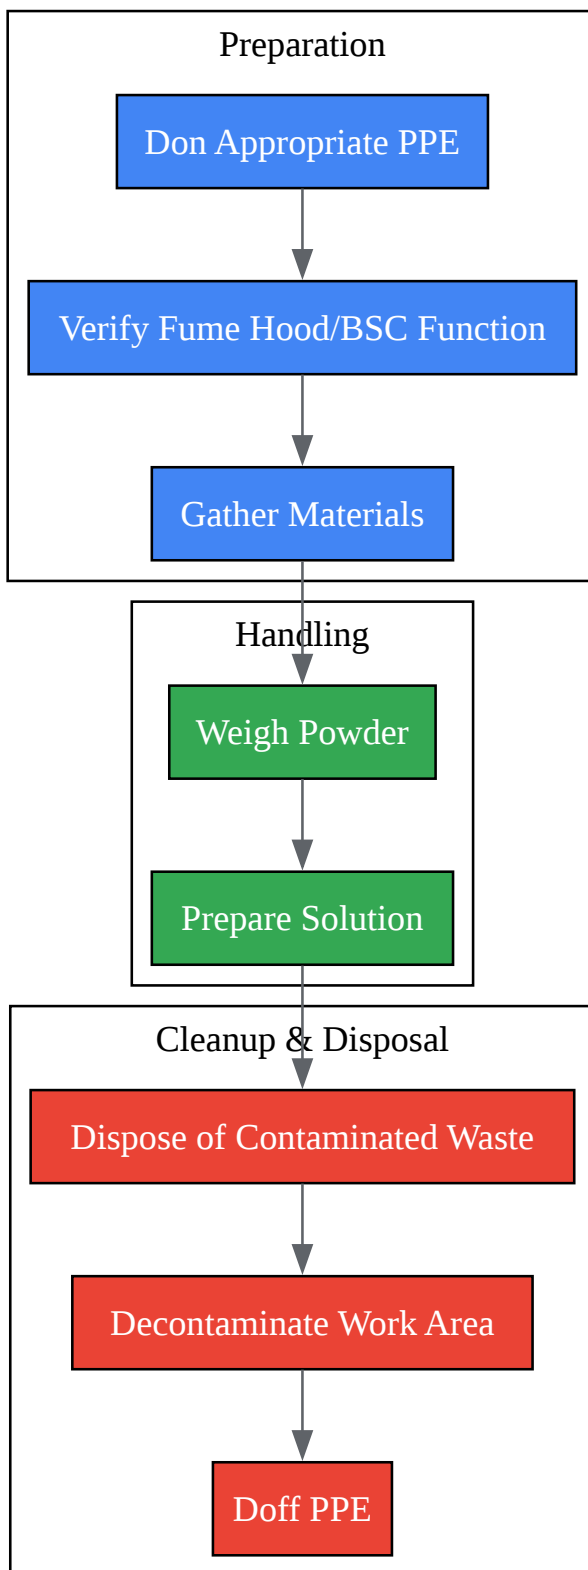 Preparation
Don Appropriate PPE
Verify Fume Hood/BSC Function
Gather Materials
Handling
Weigh Powder
Prepare Solution
Cleanup & Disposal
Dispose of Contaminated Waste
Decontaminate Work Area
Doff PPE